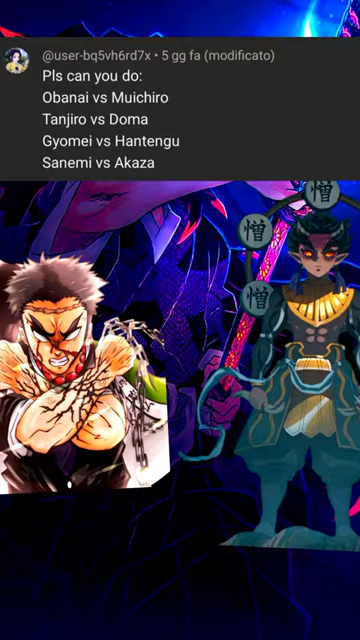 @user-bq5vh6rd7x • 5 gg fa (modificato)
Pls can you do:
Obanai vs Muichiro
Tanjiro vs Doma
Gyomei vs Hantengu
Sanemi vs Akaza
憎
憎
憎